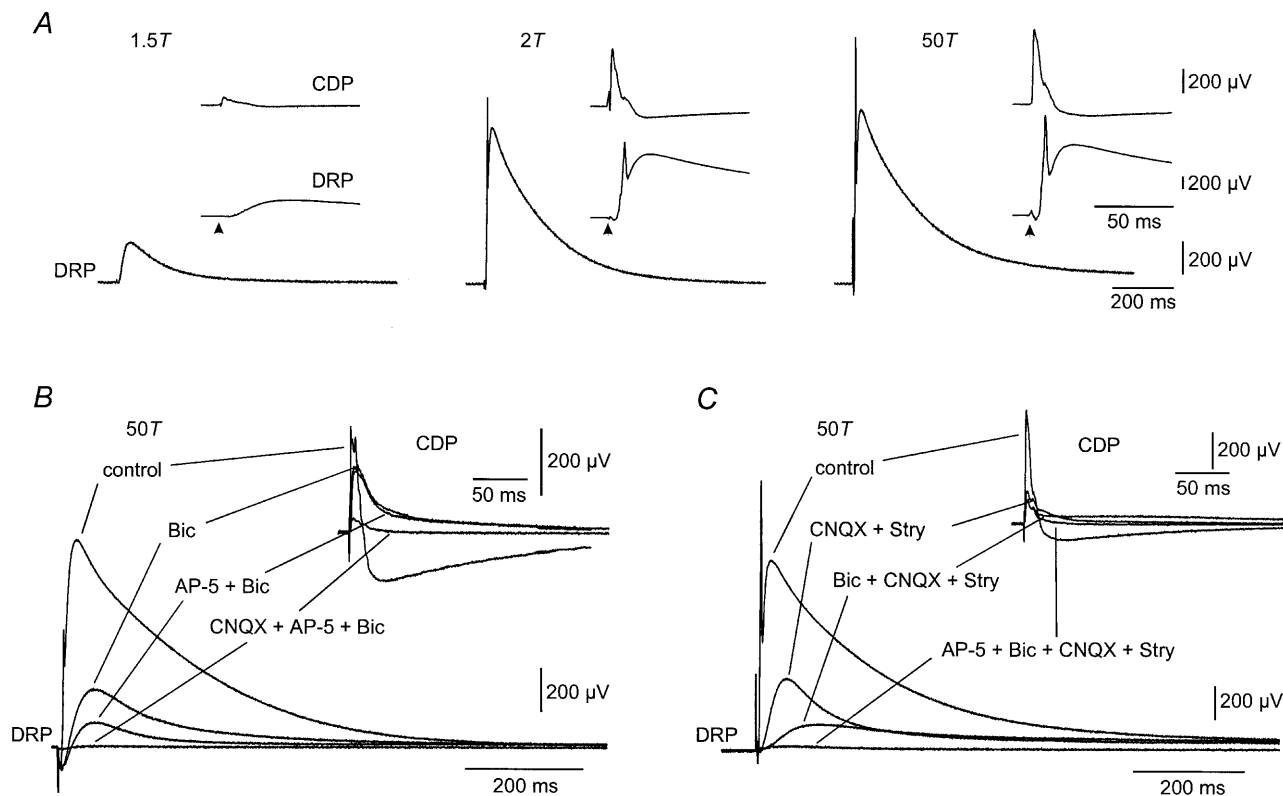 A
1.5T
2T
50T
CDP
200 µV
DRP
200 µV
50 ms
DRP
200 µV
200 ms
B
50T
control
CDP
200 µV
50 ms
Bic
AP-5 + Bic
CNQX + AP-5 + Bic
200 µV
DRP
200 ms
C
50T
control
CDP
200 µV
50 ms
CNQX + Stry
Bic + CNQX + Stry
AP-5 + Bic + CNQX + Stry
200 µV
DRP
200 ms